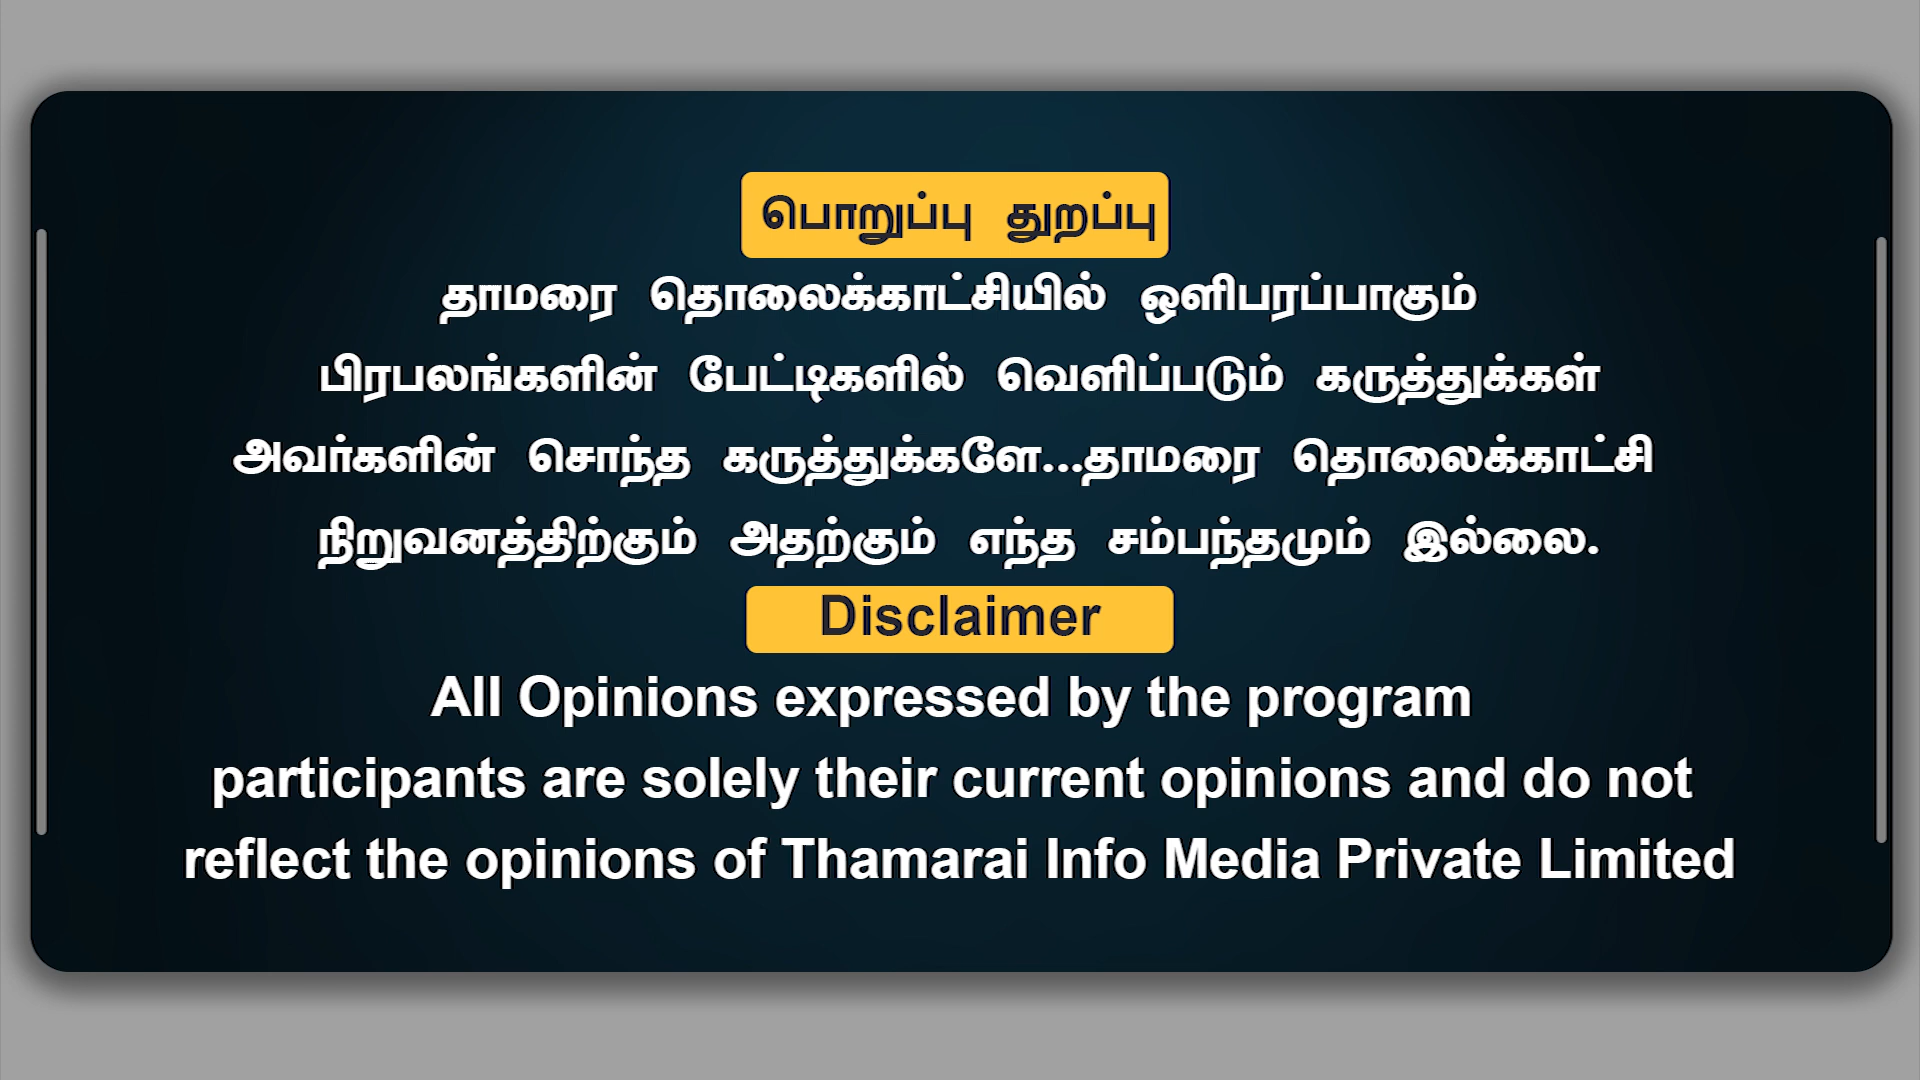 பொறுப்பு துறப்பு
தாமரை தொலைக்காட்சியில் ஒளிபரப்பாகும்
பிரபலங்களின் பேட்டிகளில் வெளிப்படும் கருத்துக்கள்
அவர்களின் சொந்த கருத்துக்களே...தாமரை தொலைக்காட்சி
நிறுவனத்திற்கும் அதற்கும் எந்த சம்பந்தமும் இல்லை.
Disclaimer
All Opinions expressed by the program
participants are solely their current opinions and do not
reflect the opinions of Thamarai Info Media Private Limited